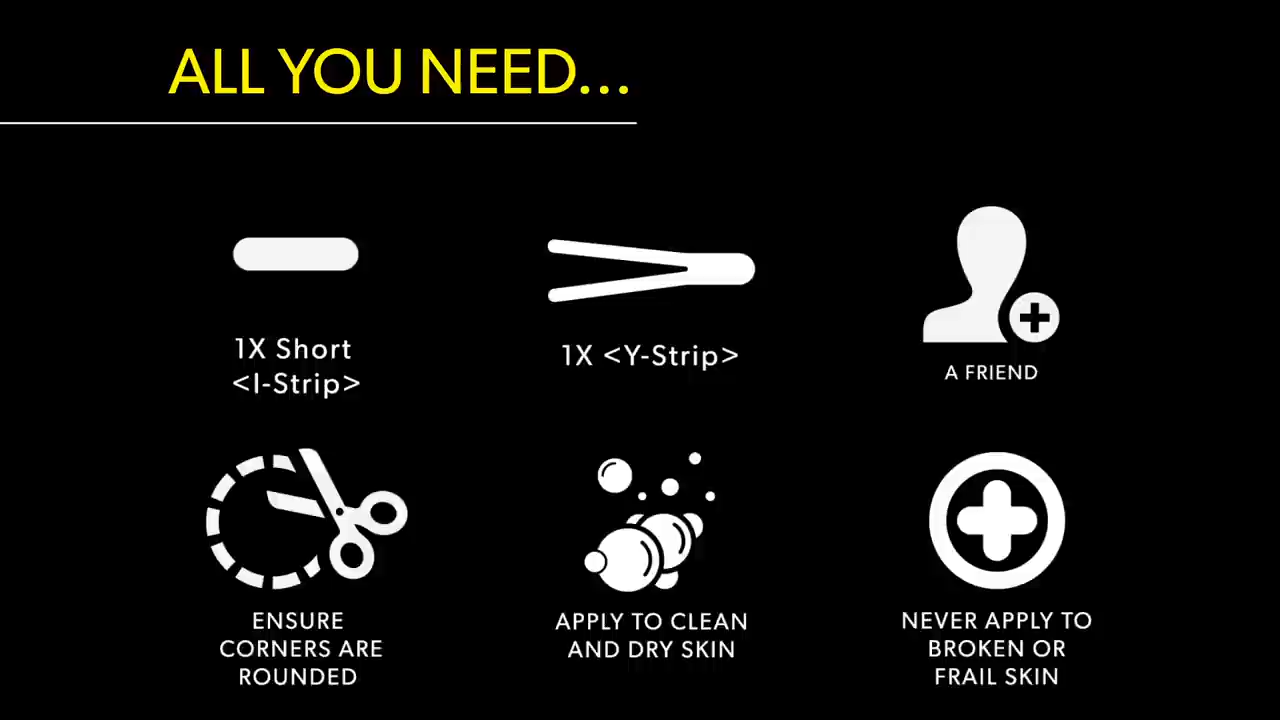 ALL YOU NEED...
1X Short
<I-Strip>
1X <Y-Strip>
A FRIEND
ENSURE
CORNERS ARE
ROUNDED
APPLY TO CLEAN
AND DRY SKIN
NEVER APPLY TO
BROKEN OR
FRAIL SKIN